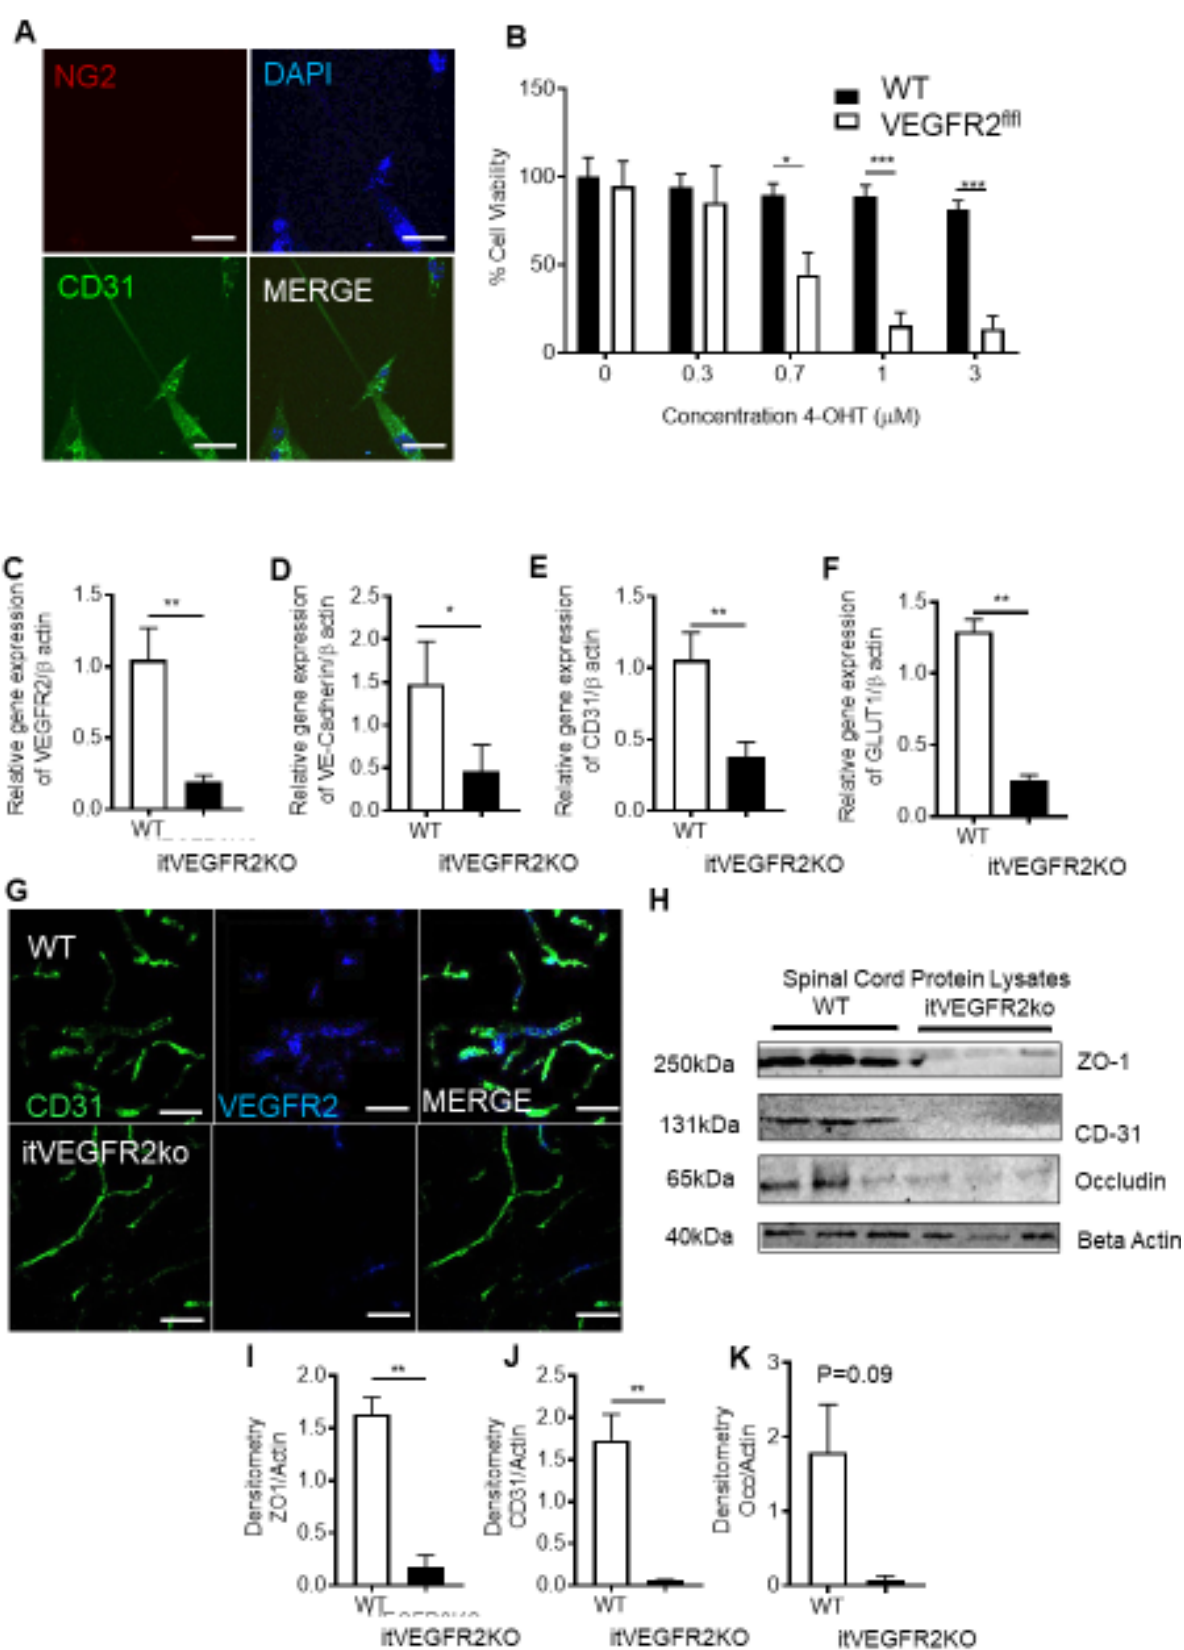 A
NG2
DAPI
CD31
MERGE
B
150
100
50
0
% Cell Viability
WT
VEGFR2flfl
*
***
***
0 0.3 0.7 1 3
Concentration 4-OHT (μM)
C
Relative gene expression
of VEGFR2/β actin
1.5
1.0
0.5
0.0
**
WT
itVEGFR2KO
D
Relative gene expression
of VE-Cadherin/β actin
2.5
2.0
1.5
1.0
0.5
0.0
*
WT
itVEGFR2KO
E
Relative gene expression
of CD31/β actin
1.5
1.0
0.5
0.0
**
WT
itVEGFR2KO
F
Relative gene expression
of GLUT1/β actin
1.5
1.0
0.5
0.0
**
WT
itVEGFR2KO
G
WT
CD31
VEGFR2
MERGE
itVEGFR2ko
H
Spinal Cord Protein Lysates
WT itVEGFR2ko
250kDa ZO-1
131kDa CD-31
65kDa Occludin
40kDa Beta Actin
I
Densitometry
ZO1/Actin
2.0
1.5
1.0
0.5
0.0
**
WT
itVEGFR2KO
J
Densitometry
CD31/Actin
2.5
2.0
1.5
1.0
0.5
0.0
**
WT
itVEGFR2KO
K
Densitometry
Occ/Actin
3
2
1
0
P=0.09
WT
itVEGFR2KO